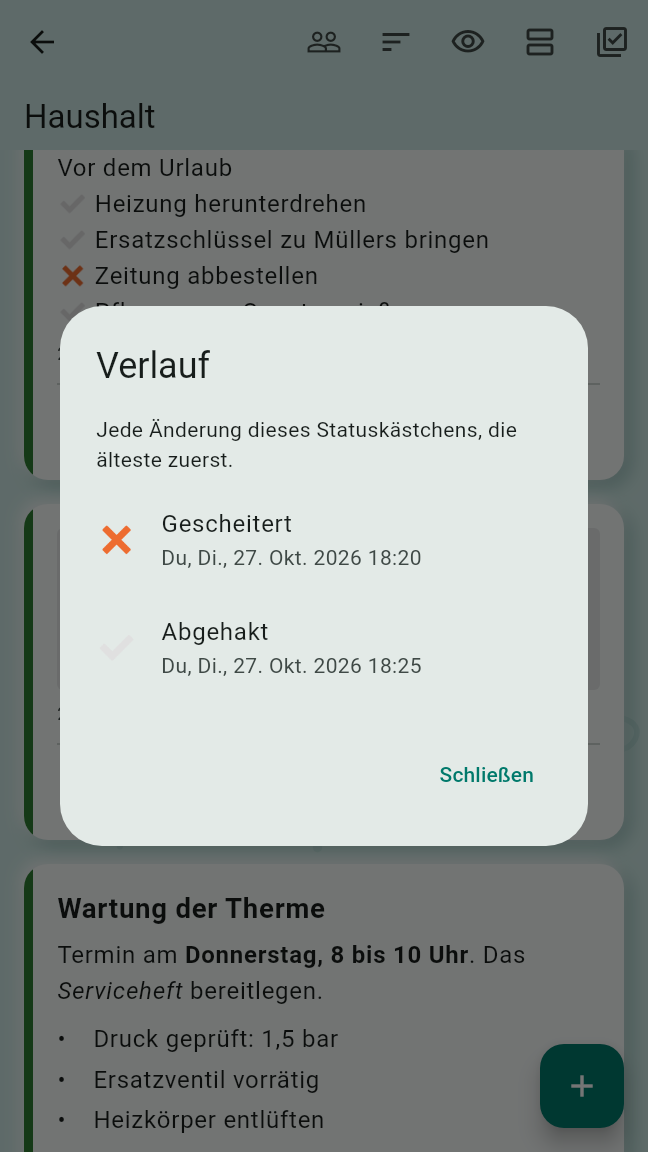 Haushalt
Vor dem Urlaub
Heizung herunterdrehen
Ersatzschlüssel zu Müllers bringen
Zeitung abbestellen
Verlauf
Jede Änderung dieses Statuskästchens, die
älteste zuerst.
Gescheitert
Du, Di., 27. Okt. 2026 18:20
Abgehakt
Du, Di., 27. Okt. 2026 18:25
Schließen
Wartung der Therme
Termin am Donnerstag, 8 bis 10 Uhr. Das
Serviceheft bereitlegen.
• Druck geprüft: 1,5 bar
• Ersatzventil vorrätig
• Heizkörper entlüften